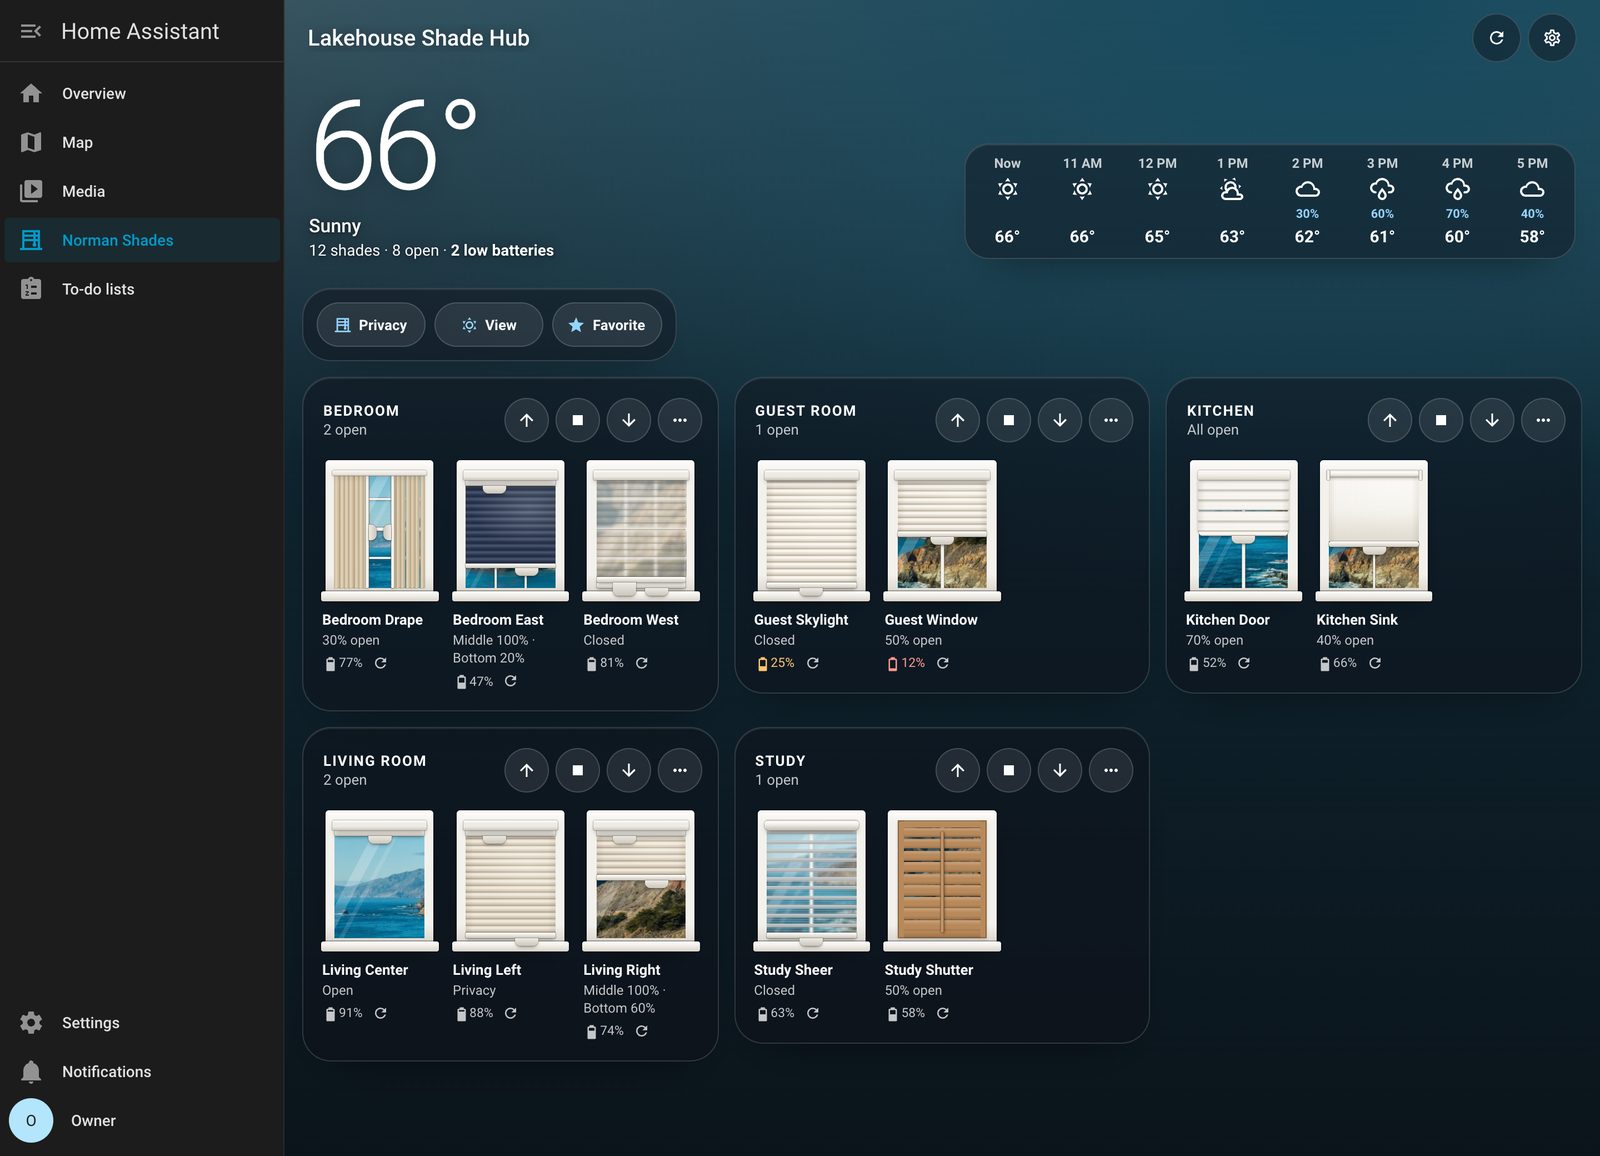 Home Assistant
Overview
Map
Media
Norman Shades
To-do lists
Settings
Notifications
O
Owner
Lakehouse Shade Hub
66°
Sunny
12 shades · 8 open · 2 low batteries
Now 11 AM 12 PM 1 PM 2 PM 3 PM 4 PM 5 PM
30% 60% 70% 40%
66° 66° 65° 63° 62° 61° 60° 58°
Privacy View Favorite
BEDROOM
2 open
Bedroom Drape
30% open
77%
Bedroom East
Middle 100% ·
Bottom 20%
47%
Bedroom West
Closed
81%
GUEST ROOM
1 open
Guest Skylight
Closed
25%
Guest Window
50% open
12%
KITCHEN
All open
Kitchen Door
70% open
52%
Kitchen Sink
40% open
66%
LIVING ROOM
2 open
Living Center
Open
91%
Living Left
Privacy
88%
Living Right
Middle 100% ·
Bottom 60%
74%
STUDY
1 open
Study Sheer
Closed
63%
Study Shutter
50% open
58%